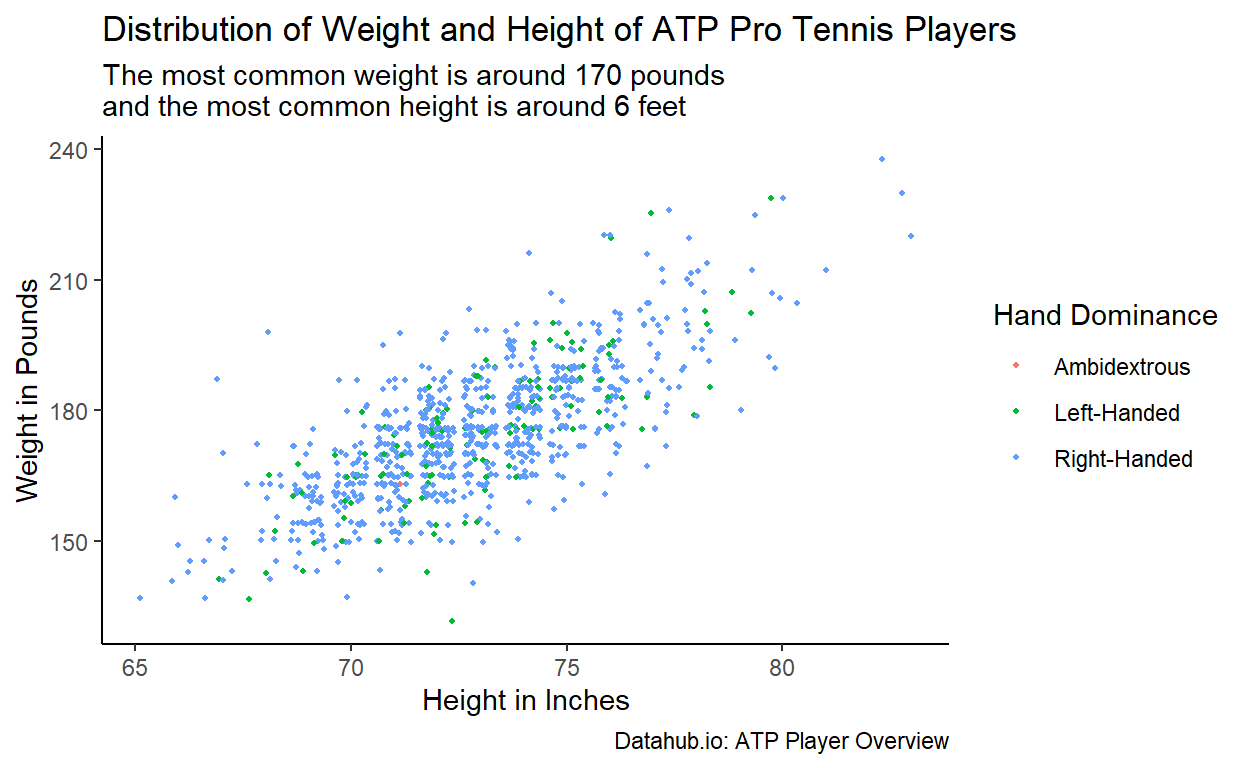 Distribution of Weight and Height of ATP Pro Tennis Players
The most common weight is around 170 pounds
and the most common height is around 6 feet
240
210
180
150
Weight in Pounds
65 70 75 80
Height in Inches
Hand Dominance
Ambidextrous
Left-Handed
Right-Handed
Datahub.io: ATP Player Overview